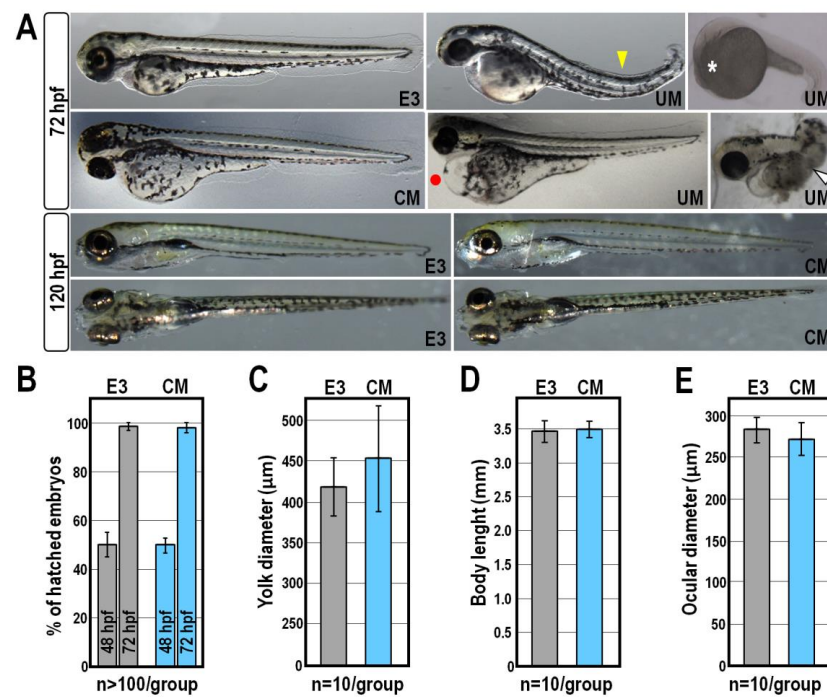 A
72 hpf
E3
UM
*
UM
CM
UM
UM
120 hpf
E3
CM
E3
CM
B
E3 CM
% of hatched embryos
100
80
60
40
20
0
48 hpf
72 hpf
48 hpf
72 hpf
n>100/group
C
E3 CM
Yolk diameter (µm)
500
450
400
350
400
050
0
n=10/group
D
E3 CM
Body lenght (mm)
3.5
3.0
2.5
2.0
1.5
1.0
0.5
0
n=10/group
E
E3 CM
Ocular diameter (µm)
300
250
200
150
100
50
0
n=10/group